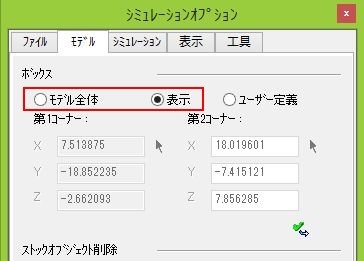 シミュレーションオプション
x
ファイル モデル シミュレーション 表示 工具
ボックス
モデル全体 表示 ユーザー定義
第1コーナー： 第2コーナー：
X 7.513875 X 18.019601
Y -18.852235 Y -7.415121
Z -2.662093 Z 7.856285
ストックオブジェクト削除